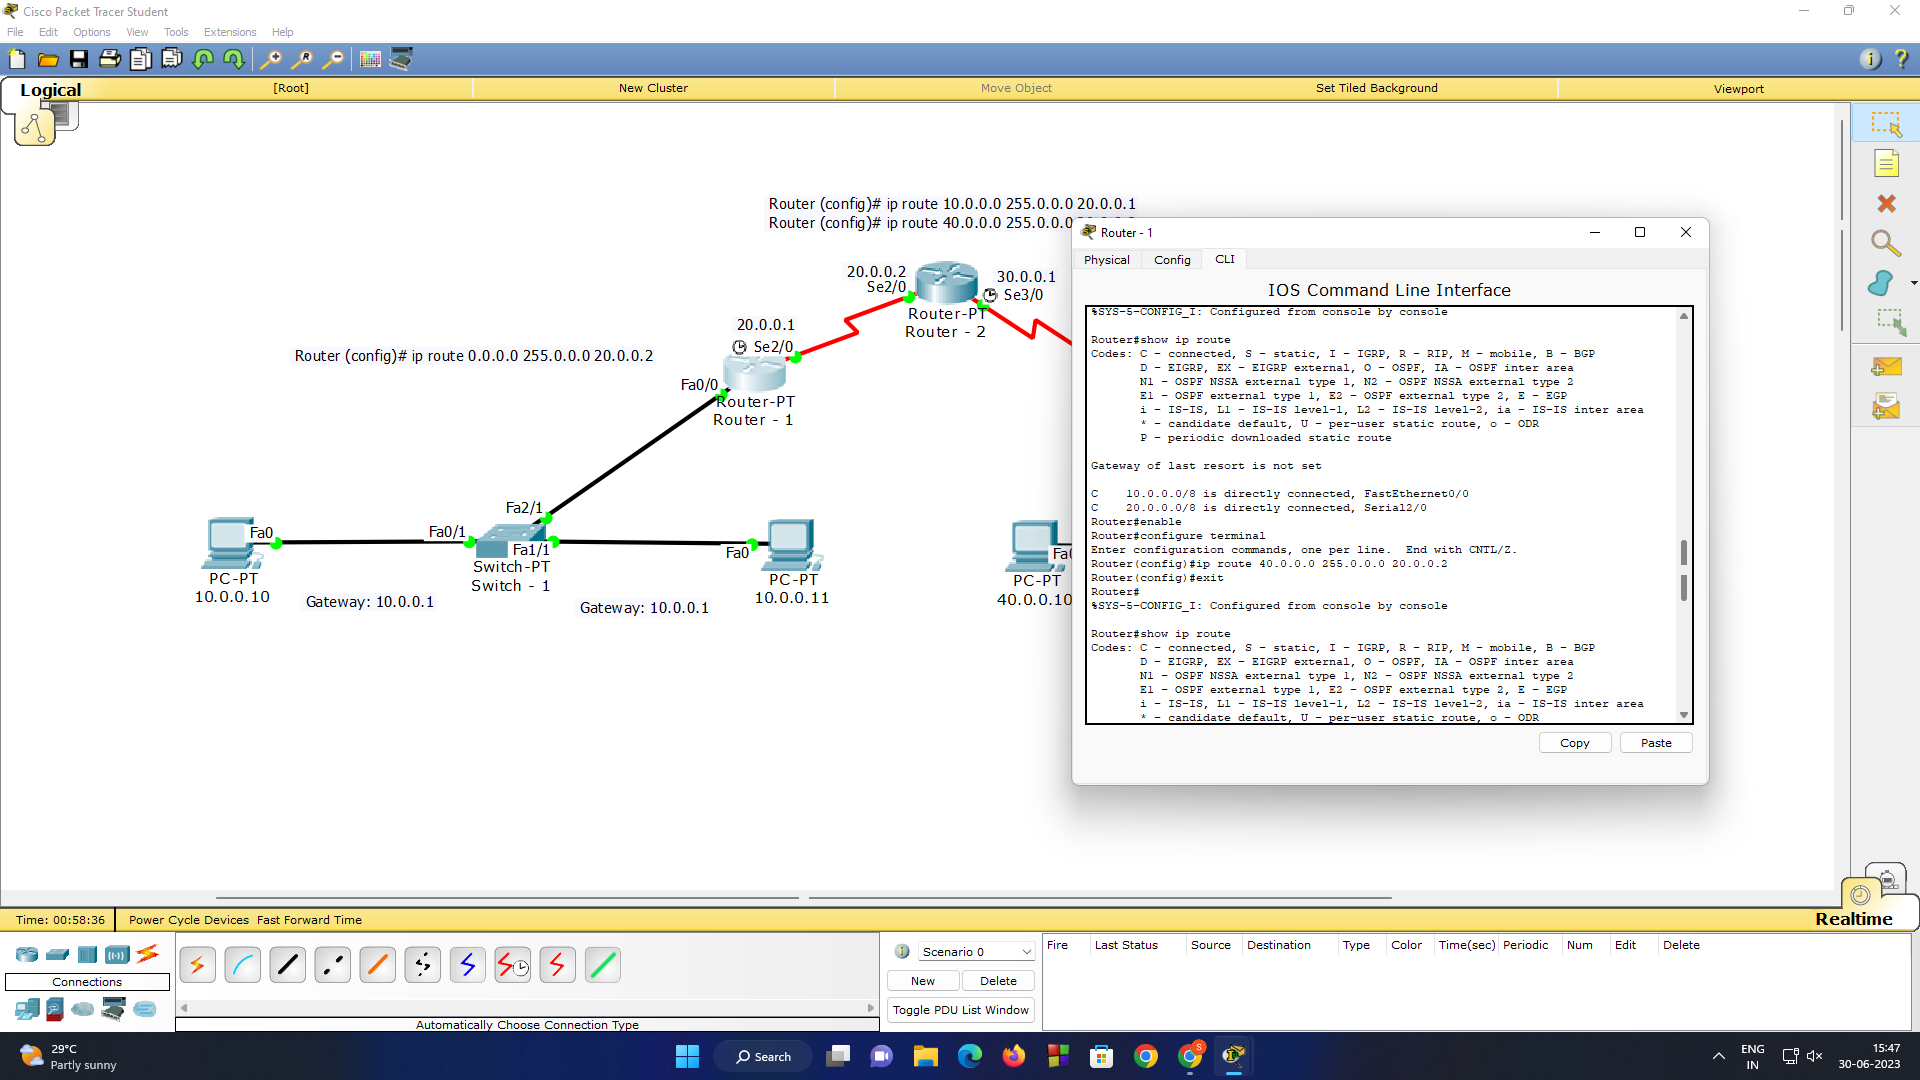 Cisco Packet Tracer Student
File Edit Options View Tools Extensions Help
Logical
[Root]
New Cluster
Move Object
Set Tiled Background
Viewport
Router (config)# ip route 10.0.0.0 255.0.0.0 20.0.0.1
Router (config)# ip route 40.0.0.0 255.0.0.0
20.0.0.2
Se2/0
30.0.0.1
Se3/0
Router-PT
Router - 2
20.0.0.1
Se2/0
Router (config)# ip route 0.0.0.0 255.0.0.0 20.0.0.2
Fa0/0
Router-PT
Router - 1
Fa2/1
Fa0
Fa0/1
Fa1/1
Fa0
PC-PT
10.0.0.10
Switch-PT
Switch - 1
PC-PT
10.0.0.11
Gateway: 10.0.0.1
Gateway: 10.0.0.1
PC-PT
40.0.0.10
Router - 1
Physical
Config
CLI
IOS Command Line Interface
%SYS-5-CONFIG_I: Configured from console by console
Router#show ip route
Codes: C - connected, S - static, I - IGRP, R - RIP, M - mobile, B - BGP
D - EIGRP, EX - EIGRP external, O - OSPF, IA - OSPF inter area
N1 - OSPF NSSA external type 1, N2 - OSPF NSSA external type 2
E1 - OSPF external type 1, E2 - OSPF external type 2, E - EGP
i - IS-IS, L1 - IS-IS level-1, L2 - IS-IS level-2, ia - IS-IS inter area
* - candidate default, U - per-user static route, o - ODR
P - periodic downloaded static route
Gateway of last resort is not set
C 10.0.0.0/8 is directly connected, FastEthernet0/0
C 20.0.0.0/8 is directly connected, Serial2/0
Router#enable
Router#configure terminal
Enter configuration commands, one per line. End with CNTL/Z.
Router(config)#ip route 40.0.0.0 255.0.0.0 20.0.0.2
Router(config)#exit
Router#
%SYS-5-CONFIG_I: Configured from console by console
Router#show ip route
Codes: C - connected, S - static, I - IGRP, R - RIP, M - mobile, B - BGP
D - EIGRP, EX - EIGRP external, O - OSPF, IA - OSPF inter area
N1 - OSPF NSSA external type 1, N2 - OSPF NSSA external type 2
E1 - OSPF external type 1, E2 - OSPF external type 2, E - EGP
i - IS-IS, L1 - IS-IS level-1, L2 - IS-IS level-2, ia - IS-IS inter area
* - candidate default, U - per-user static route, o - ODR
Copy
Paste
Time: 00:58:36
Power Cycle Devices Fast Forward Time
Realtime
Connections
Automatically Choose Connection Type
Scenario 0
New
Delete
Toggle PDU List Window
Fire Last Status Source Destination Type Color Time(sec) Periodic Num Edit Delete
29°C
Partly sunny
Search
S
ENG
IN
15:47
30-06-2023